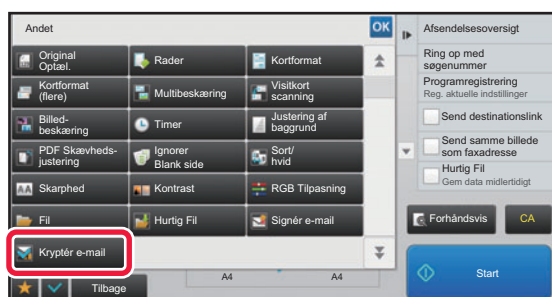 Andet
OK
Original
Optæl.
Rader
Kortformat
Kortformat
(flere)
Multibeskæring
Visitkort
scanning
Billed-
beskæring
Timer
Justering af
baggrund
PDF Skævheds-
justering
Ignorer
Blank side
Sort/
hvid
AA Skarphed
Kontrast
RGB Tilpasning
Fil
Hurtig Fil
Signér e-mail
Kryptér e-mail
Tilbage
A4
A4
Afsendelsesoversigt
Ring op med
søgenummer
Programregistrering
Reg. aktuelle indstillinger
Send destinationslink
Send samme billede
som faxadresse
Hurtig Fil
Gem data midlertidigt
Forhåndsvis
CA
Start